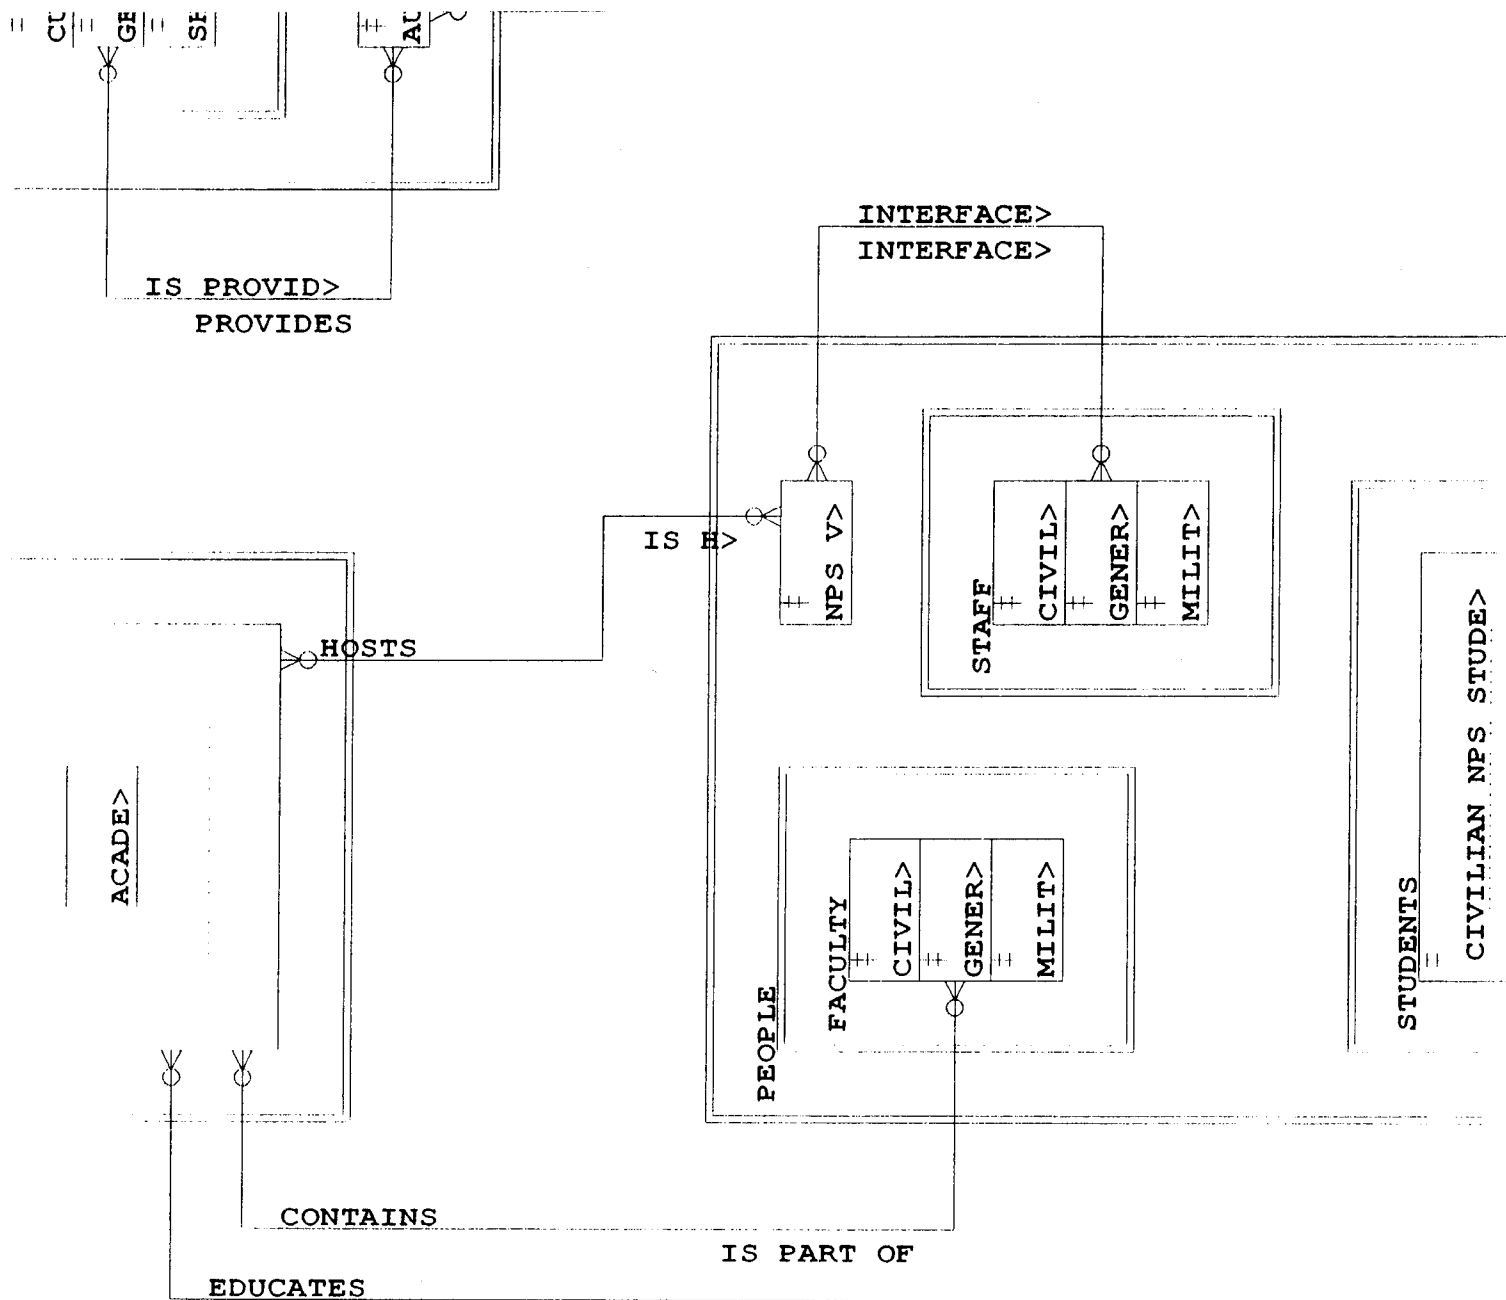 INTERFACE>
INTERFACE>
IS PROVID>
PROVIDES
IS H>
HOSTS
NPS V>
STAFF
CIVIL>
GENER>
MILIT>
ACADE>
PEOPLE
FACULTY
CIVIL>
GENER>
MILIT>
STUDENTS
CIVILIAN NPS STUDE>
CONTAINS
IS PART OF
EDUCATES